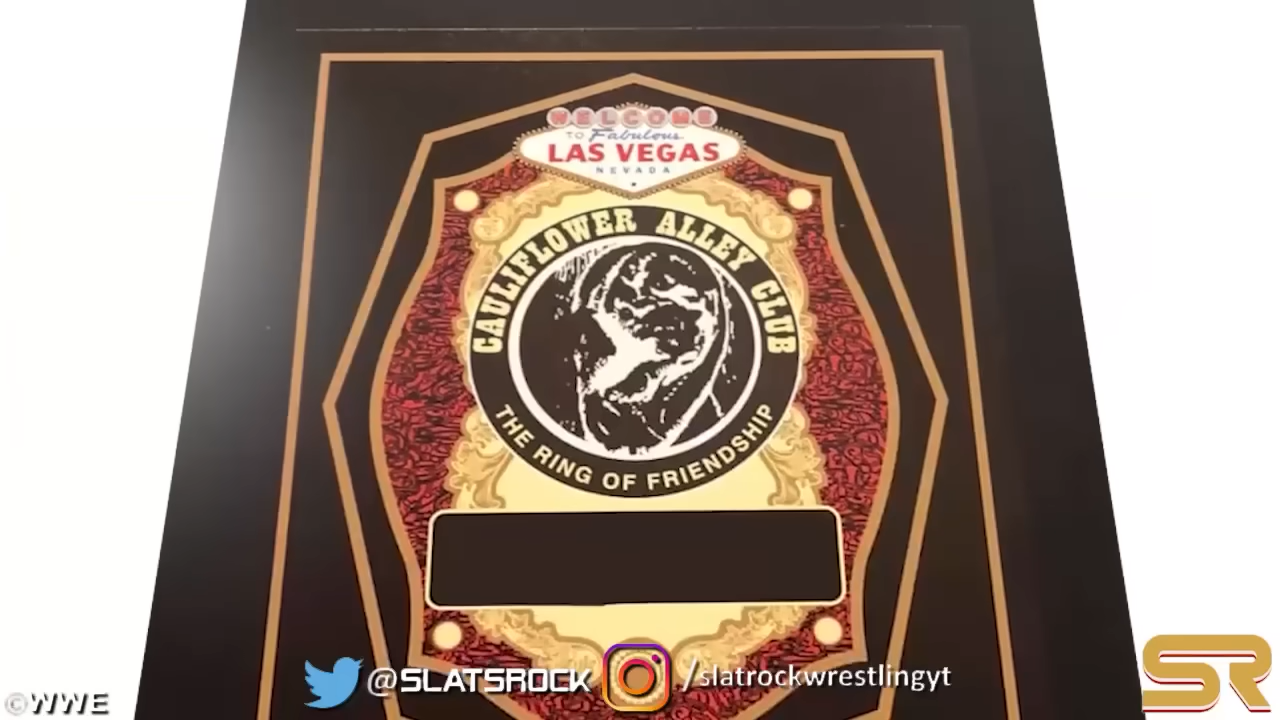 WELCOME
TO Fabulous
LAS VEGAS
NEVADA
CAULIFLOWER ALLEY CLUB
THE RING OF FRIENDSHIP
@SLATSROCK
/slatrockwrestlingyt
SR
©WWE